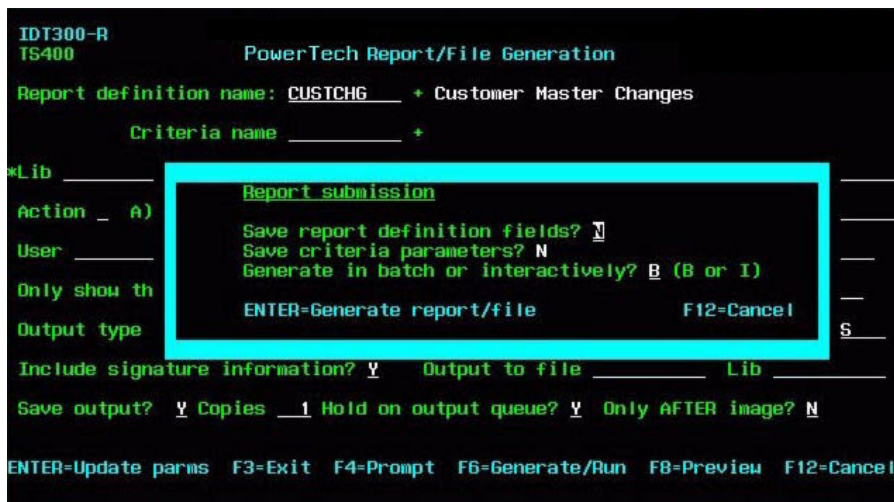 IDT300-R
TS400 PowerTech Report/File Generation
Report definition name: CUSTCHG + Customer Master Changes
Criteria name +
*Lib
Report submission
Action _ A)
Save report definition fields? N
User
Save criteria parameters? N
Generate in batch or interactively? B (B or I)
Only show th
ENTER=Generate report/file F12=Cancel
Output type S
Include signature information? Y Output to file Lib
Save output? Y Copies 1 Hold on output queue? Y Only AFTER image? N
ENTER=Update parms F3=Exit F4=Prompt F6=Generate/Run F8=Preview F12=Cancel